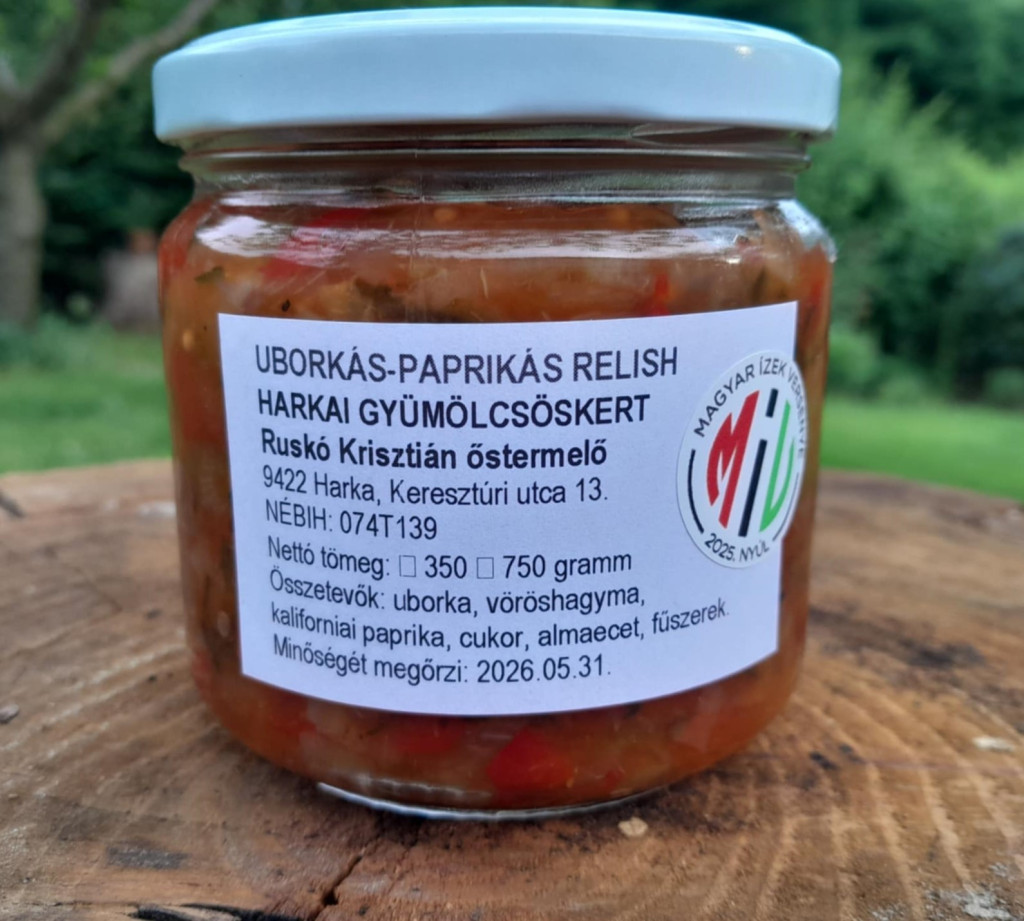 UBORKÁS-PAPRIKÁS RELISH
HARKAI GYÜMÖLCSÖSKERT
Ruskó Krisztián őstermelő
9422 Harka, Keresztúri utca 13.
NÉBIH: 074T139
Nettó tömeg: □ 350 □ 750 gramm
Összetevők: uborka, vöröshagyma,
kaliforniai paprika, cukor, almaecet, fűszerek.
Minőségét megőrzi: 2026.05.31.
MAGYAR ÍZEK VERSENYE
MÍV
2025. NYÚL